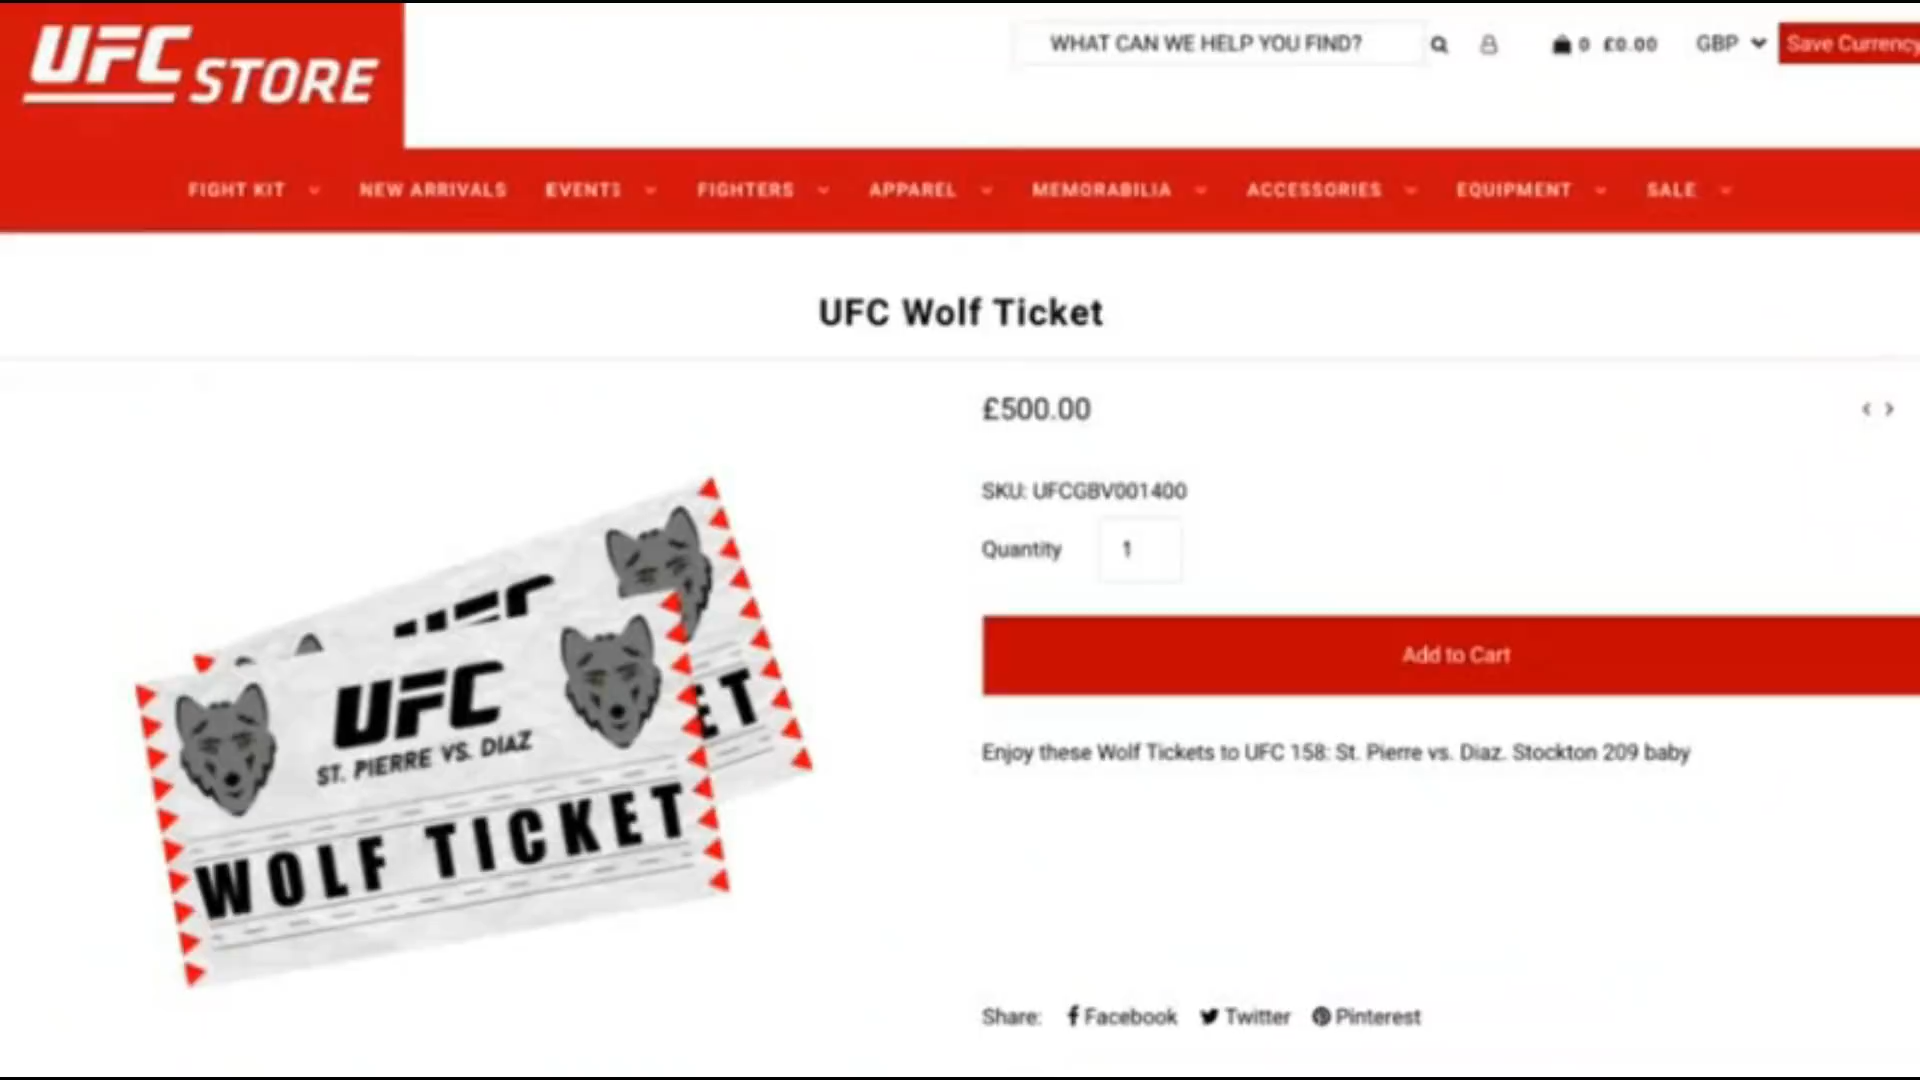 UFC STORE
WHAT CAN WE HELP YOU FIND?
0 £0.00
GBP
Save Currency
FIGHT KIT
NEW ARRIVALS
EVENTS
FIGHTERS
APPAREL
MEMORABILIA
ACCESSORIES
EQUIPMENT
SALE
UFC Wolf Ticket
£500.00
SKU: UFCGBV001400
Quantity 1
Add to Cart
Enjoy these Wolf Tickets to UFC 158: St. Pierre vs. Diaz. Stockton 209 baby
UFC
ST. PIERRE VS. DIAZ
WOLF TICKET
ET
Share: Facebook Twitter Pinterest